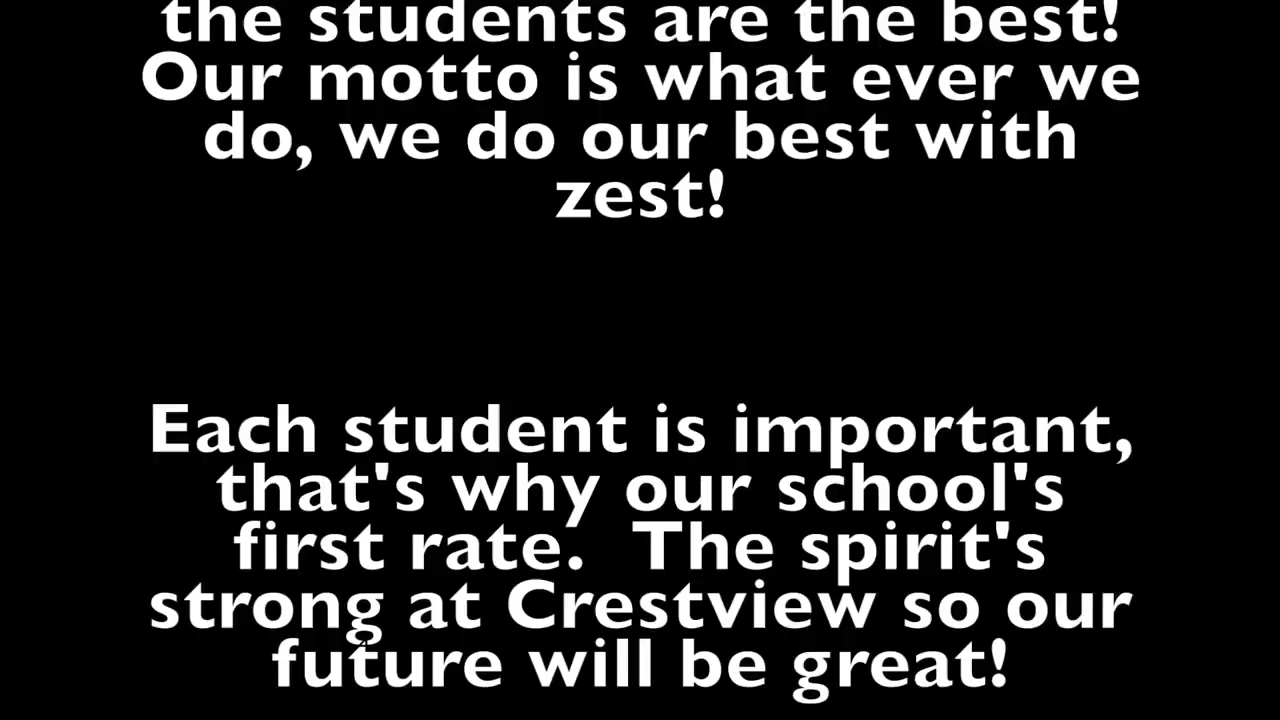 the students are the best!
Our motto is what ever we
do, we do our best with
zest!
Each student is important,
that's why our school's
first rate.  The spirit's
strong at Crestview so our
future will be great!